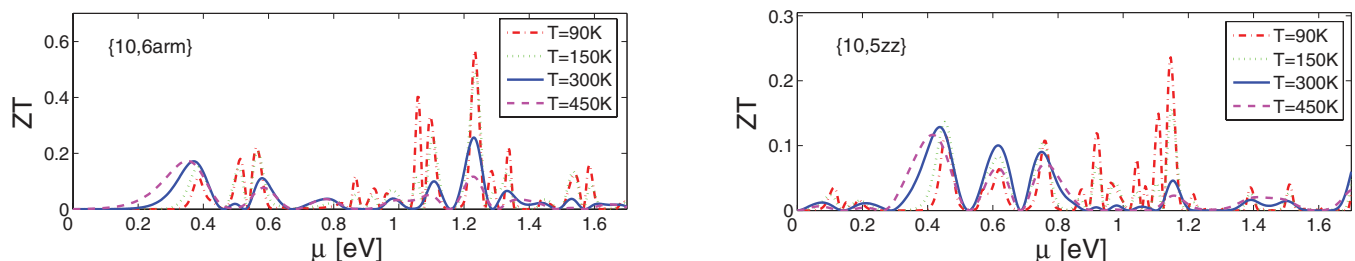 {10,6arm}
T=90K
T=150K
T=300K
T=450K
ZT
0.6
0.4
0.2
0
0 0.2 0.4 0.6 0.8 1 1.2 1.4 1.6
μ [eV]
{10,5zz}
T=90K
T=150K
T=300K
T=450K
ZT
0.3
0.2
0.1
0
0 0.2 0.4 0.6 0.8 1 1.2 1.4 1.6
μ [eV]